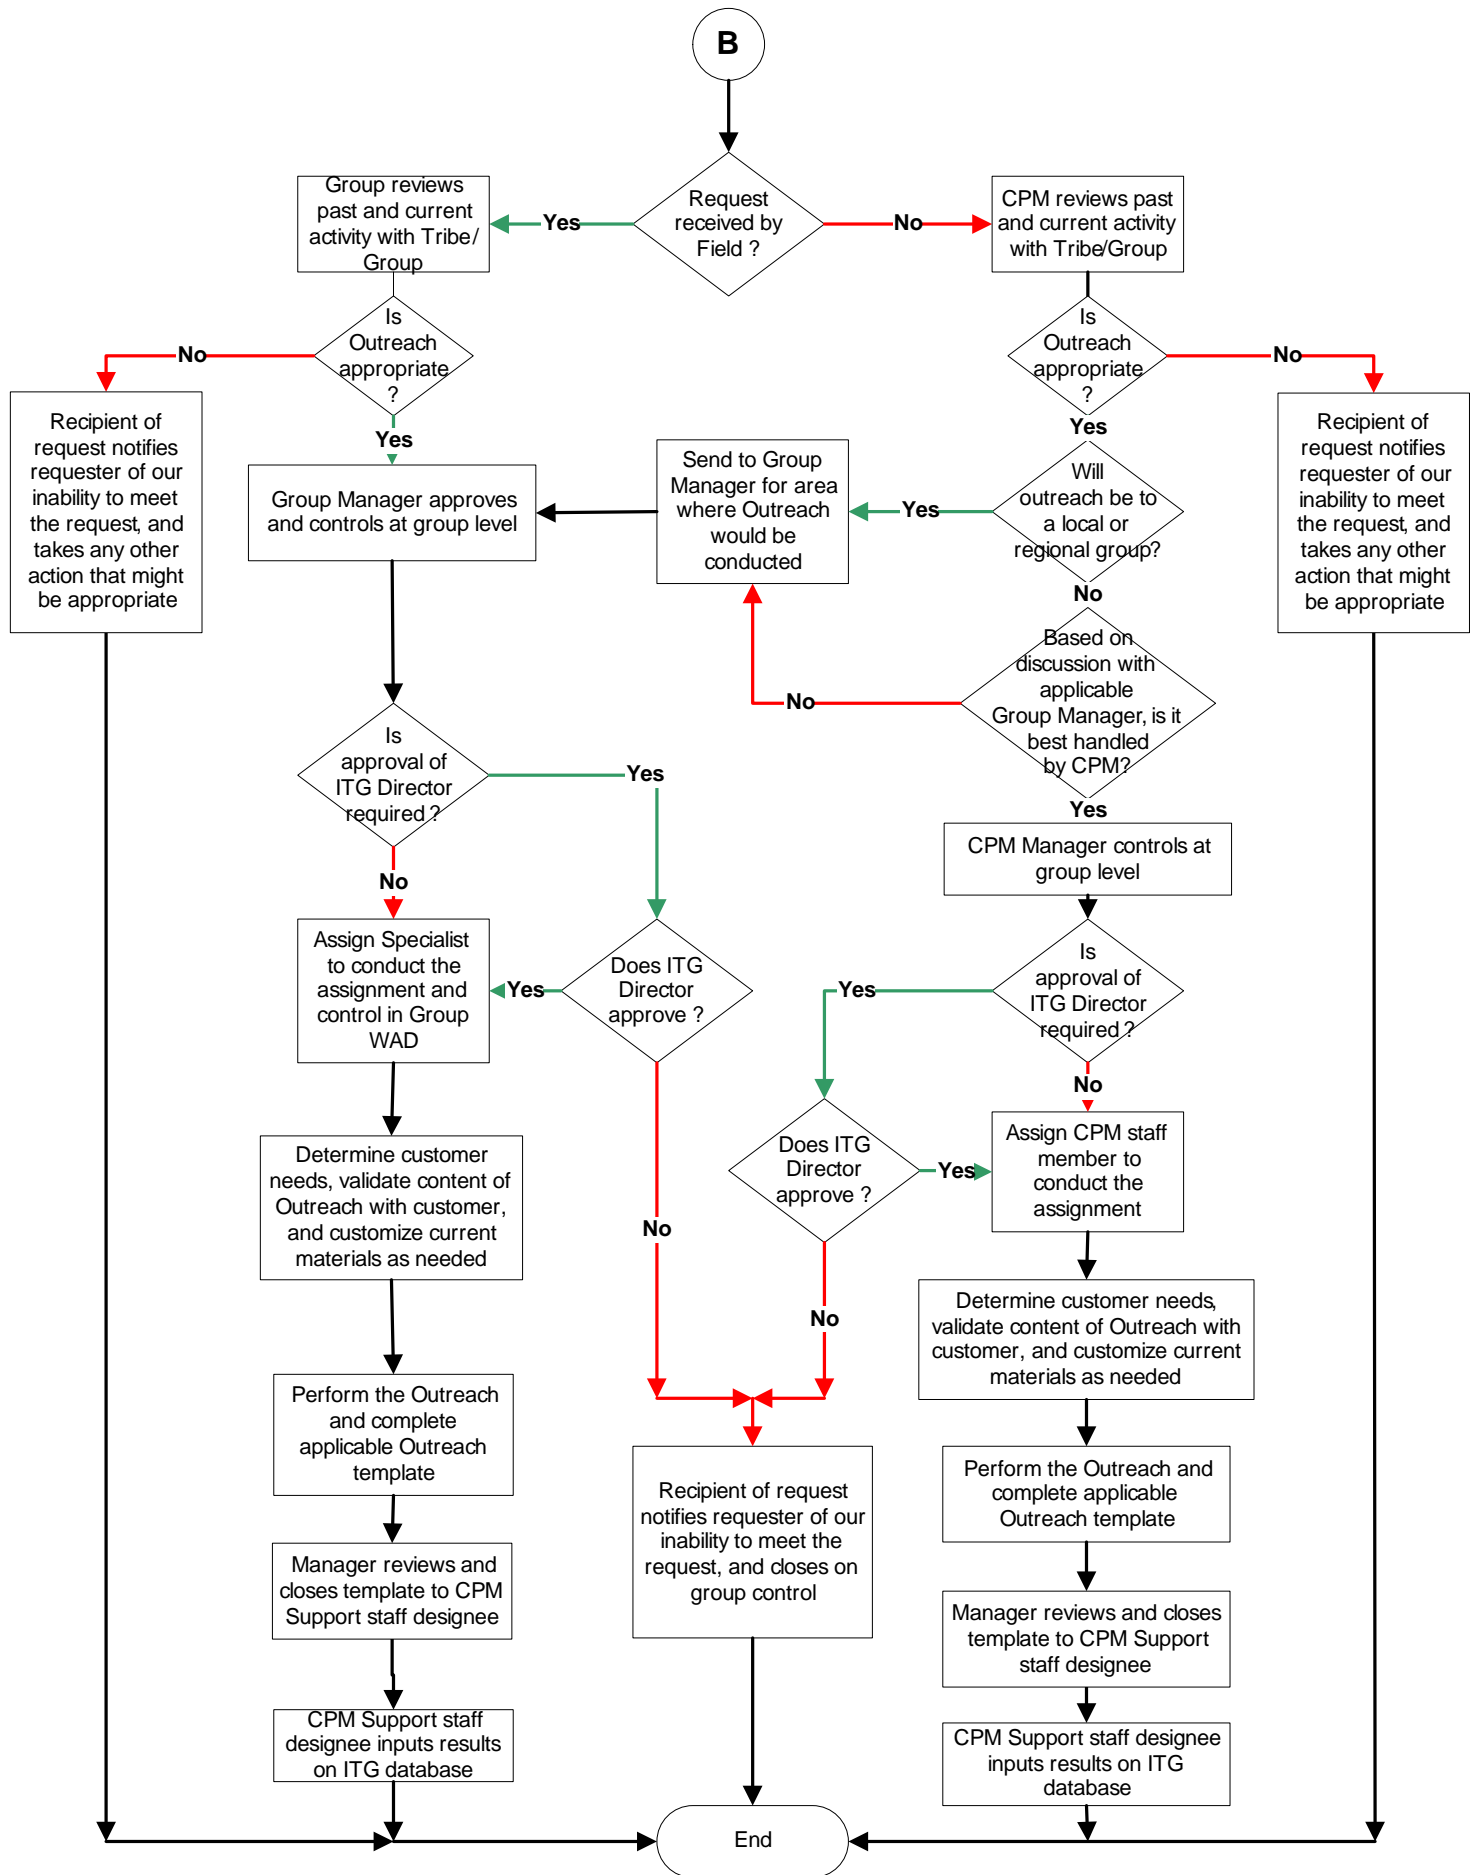 B
Request
received by
Field ?
Yes
No
Group reviews
past and current
activity with Tribe/
Group
CPM reviews past
and current activity
with Tribe/Group
Is
Outreach
appropriate
?
No
Yes
Is
Outreach
appropriate
?
No
Yes
Recipient of
request notifies
requester of our
inability to meet
the request, and
takes any other
action that might
be appropriate
Group Manager approves
and controls at group level
Send to Group
Manager for area
where Outreach
would be
conducted
Yes
Will
outreach be to
a local or
regional group?
No
Recipient of
request notifies
requester of our
inability to meet
the request, and
takes any other
action that might
be appropriate
Based on
discussion with
applicable
Group Manager, is it
best handled
by CPM?
No
Yes
Is
approval of
ITG Director
required ?
Yes
No
CPM Manager controls at
group level
Assign Specialist
to conduct the
assignment and
control in Group
WAD
Yes
Does ITG
Director
approve ?
No
Is
approval of
ITG Director
required ?
Yes
No
Does ITG
Director
approve ?
Yes
No
Assign CPM staff
member to
conduct the
assignment
Determine customer
needs, validate content of
Outreach with customer,
and customize current
materials as needed
Determine customer needs,
validate content of Outreach with
customer, and customize current
materials as needed
Perform the Outreach
and complete
applicable Outreach
template
Recipient of request
notifies requester of our
inability to meet the
request, and closes on
group control
Perform the Outreach and
complete applicable
Outreach template
Manager reviews and
closes template to CPM
Support staff designee
Manager reviews and closes
template to CPM Support
staff designee
CPM Support staff
designee inputs results
on ITG database
CPM Support staff designee
inputs results on ITG
database
End